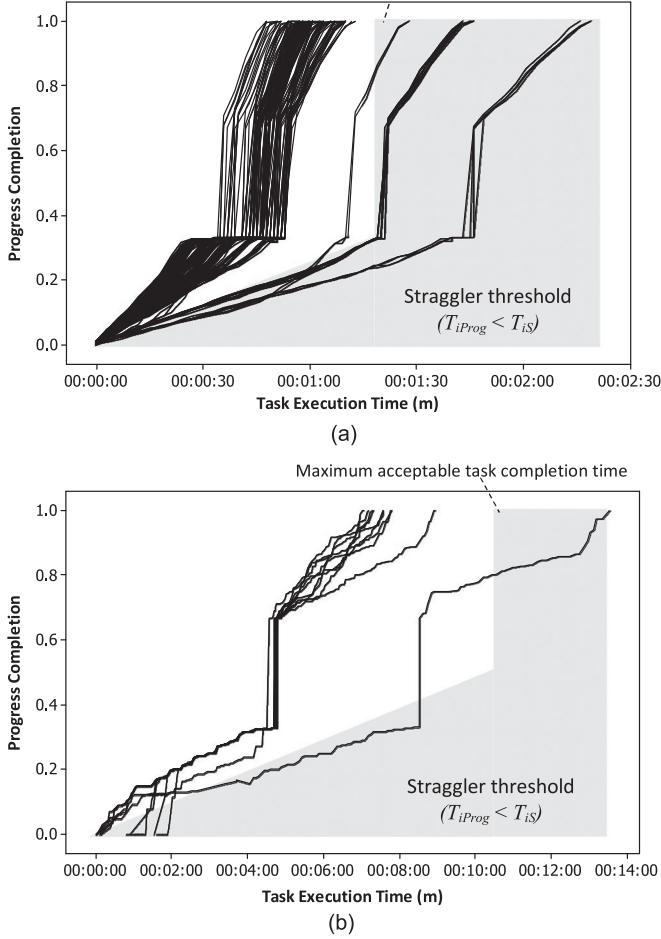 1.0
0.8
0.6
0.4
0.2
0.0
Progress Completion
Straggler threshold
(TiProg < TiS)
00:00:00 00:00:30 00:01:00 00:01:30 00:02:00 00:02:30
Task Execution Time (m)
(a)
Maximum acceptable task completion time
1.0
0.8
0.6
0.4
0.2
0.0
Progress Completion
Straggler threshold
(TiProg < TiS)
00:00:00 00:02:00 00:04:00 00:06:00 00:08:00 00:10:00 00:12:00 00:14:00
Task Execution Time (m)
(b)